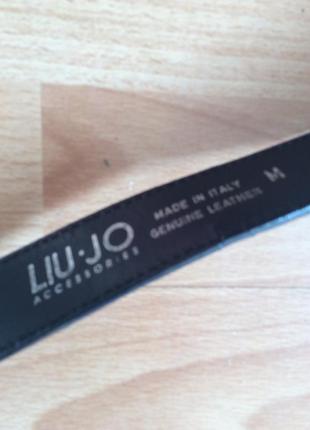 LIU·JO
ACCESSORIES
MADE IN ITALY
GENUINE LEATHER M